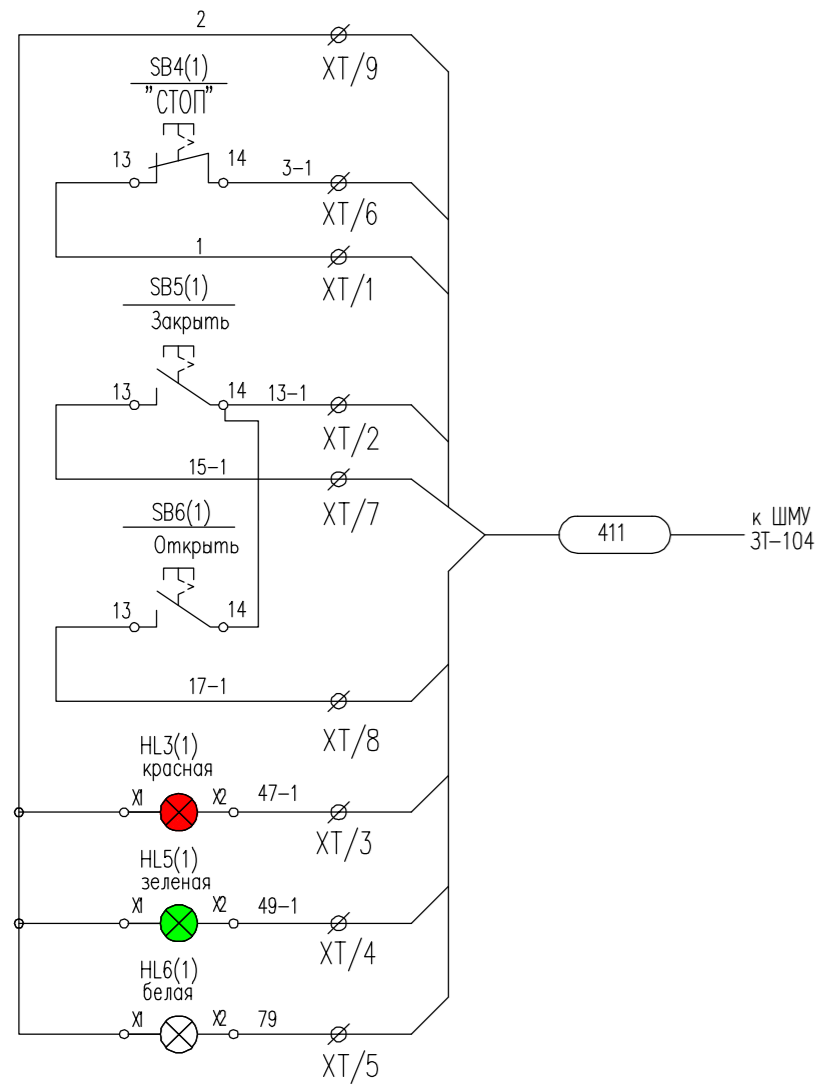 2
XT/9
SB4(1)
"СТОП"
13
14
3-1
XT/6
1
XT/1
SB5(1)
Закрыть
13
14
13-1
XT/2
15-1
XT/7
SB6(1)
Открыть
411
к ШМУ
ЗТ-104
13
14
17-1
XT/8
HL3(1)
красная
X1
X2
47-1
XT/3
HL5(1)
зеленая
X1
X2
49-1
XT/4
HL6(1)
белая
X1
X2
79
XT/5